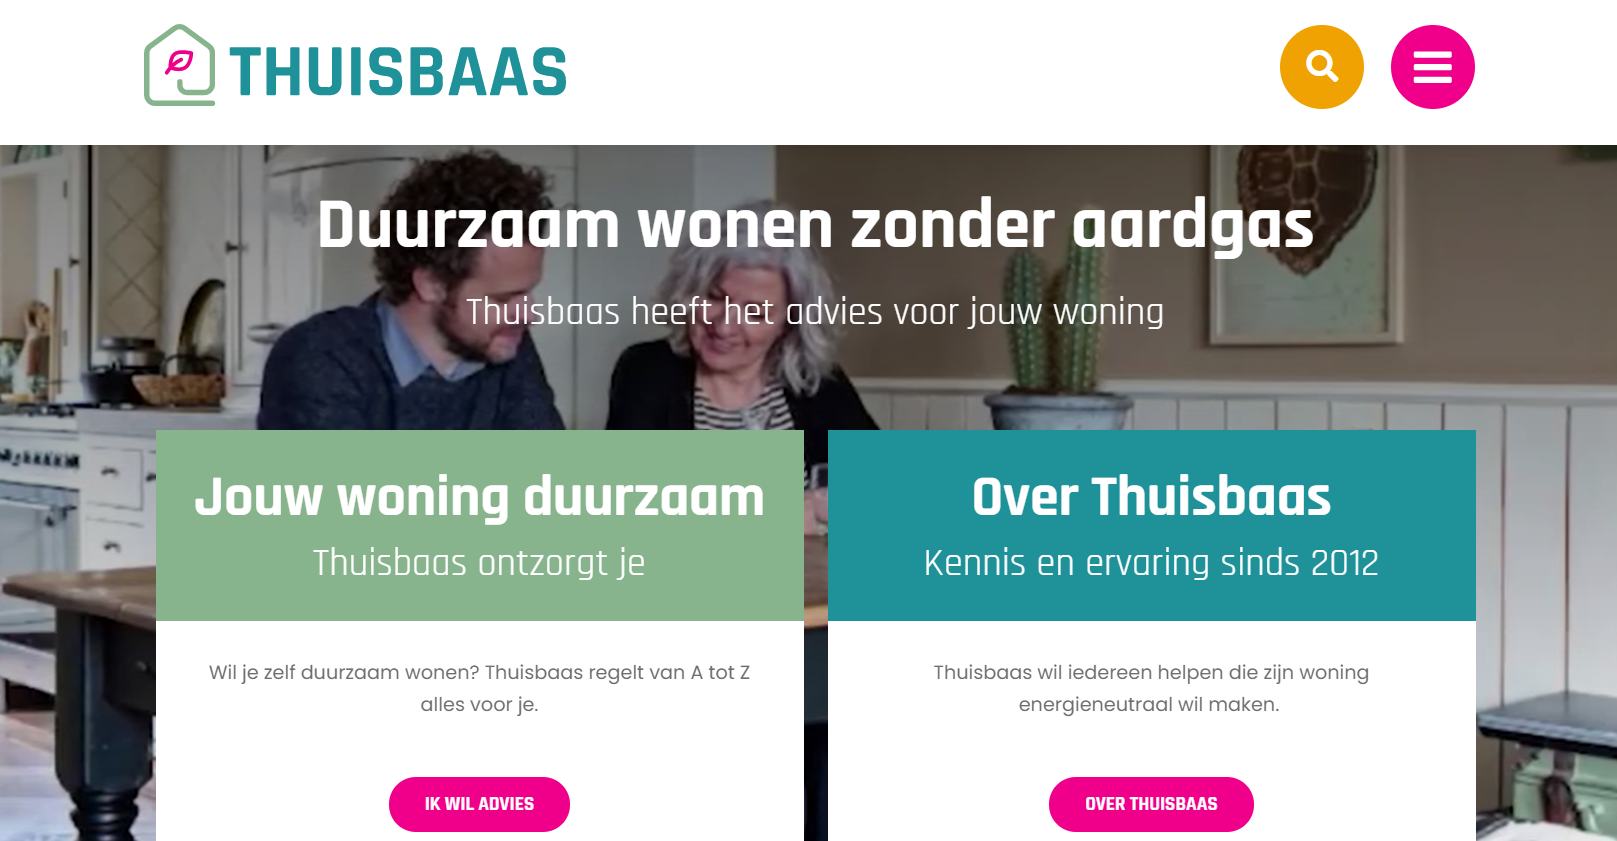 THUISBAAS
Duurzaam wonen zonder aardgas
Thuisbaas heeft het advies voor jouw woning
Jouw woning duurzaam
Thuisbaas ontzorgt je
Wil je zelf duurzaam wonen? Thuisbaas regelt van A tot Z
alles voor je.
IK WIL ADVIES
Over Thuisbaas
Kennis en ervaring sinds 2012
Thuisbaas wil iedereen helpen die zijn woning
energieneutraal wil maken.
OVER THUISBAAS